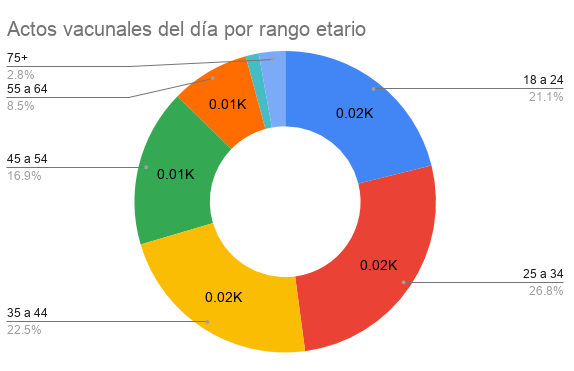 Actos vacunales del día por rango etario
75+
2.8%
55 a 64
8.5%
45 a 54
16.9%
35 a 44
22.5%
18 a 24
21.1%
25 a 34
26.8%
0.02K
0.02K
0.02K
0.01K
0.01K